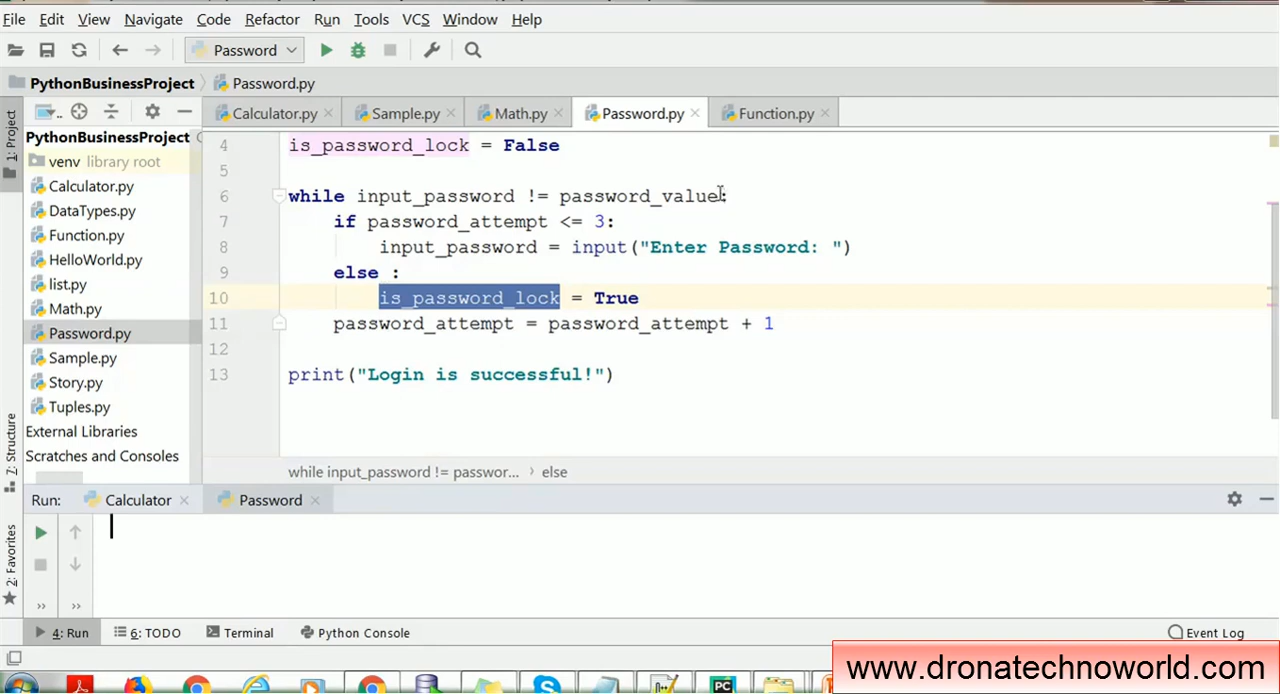 File Edit View Navigate Code Refactor Run Tools VCS Window Help
Password
PythonBusinessProject Password.py
Calculator.py Sample.py Math.py Password.py Function.py
1: Project
PythonBusinessProject
venv library root
Calculator.py
DataTypes.py
Function.py
HelloWorld.py
list.py
Math.py
Password.py
Sample.py
Story.py
Tuples.py
External Libraries
Scratches and Consoles
4 is_password_lock = False
5
6 while input_password != password_value:
7 if password_attempt <= 3:
8 input_password = input("Enter Password: ")
9 else :
10 is_password_lock = True
11 password_attempt = password_attempt + 1
12
13 print("Login is successful!")
while input_password != passwor... › else
7: Structure
2: Favorites
Run: Calculator Password
4: Run 6: TODO Terminal Python Console Event Log
PC
www.dronatechnoworld.com